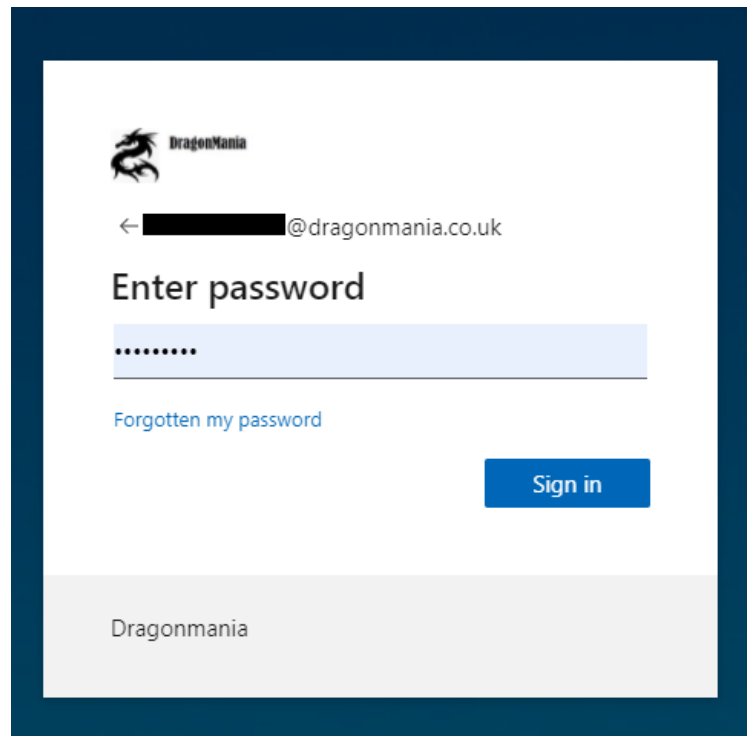 DragonMania
@dragonmania.co.uk
Enter password
•••••••••
Forgotten my password
Sign in
Dragonmania